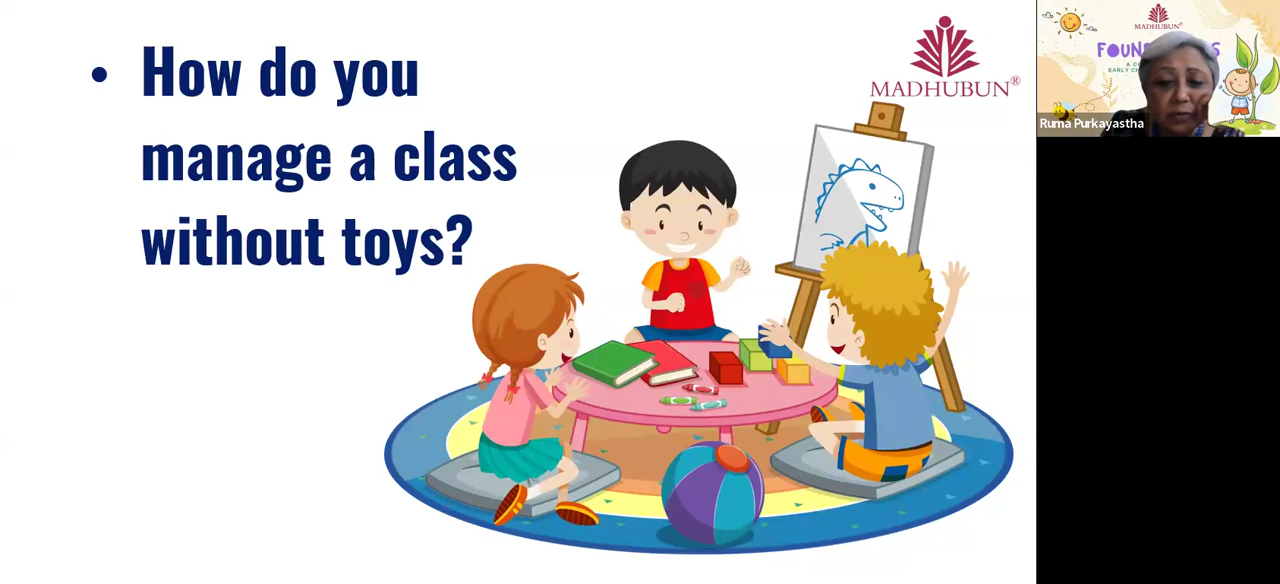 • How do you
manage a class
without toys?
MADHUBUN®
MADHUBUN
Ruma Purkayastha